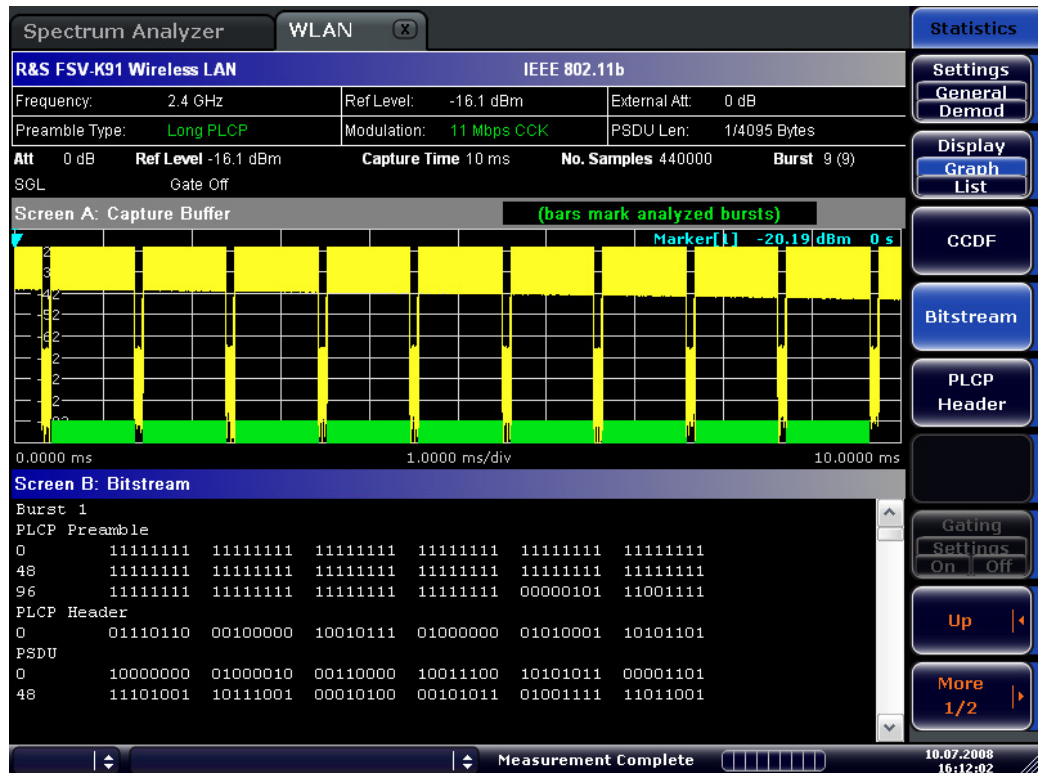 Spectrum Analyzer WLAN X
R&S FSV-K91 Wireless LAN IEEE 802.11b
Frequency: 2.4 GHz Ref Level: -16.1 dBm External Att: 0 dB
Preamble Type: Long PLCP Modulation: 11 Mbps CCK PSDU Len: 1/4095 Bytes
Att 0 dB Ref Level -16.1 dBm Capture Time 10 ms No. Samples 440000 Burst 9 (9)
SGL Gate Off
Screen A: Capture Buffer (bars mark analyzed bursts)
Marker[1] -20.19 dBm 0 s
-42
-52
-62
0.0000 ms 1.0000 ms/div 10.0000 ms
Screen B: Bitstream
Burst 1
PLCP Preamble
0 11111111 11111111 11111111 11111111 11111111 11111111
48 11111111 11111111 11111111 11111111 11111111 11111111
96 11111111 11111111 11111111 11111111 00000101 11001111
PLCP Header
0 01110110 00100000 10010111 01000000 01010001 10101101
PSDU
0 10000000 01000010 00110000 10011100 10101011 00001101
48 11101001 10111001 00010100 00101011 01001111 11011001
Measurement Complete
Statistics
Settings
General
Demod
Display
Graph
List
CCDF
Bitstream
PLCP
Header
Gating
Settings
On Off
Up
More
1/2
10.07.2008
16:12:02